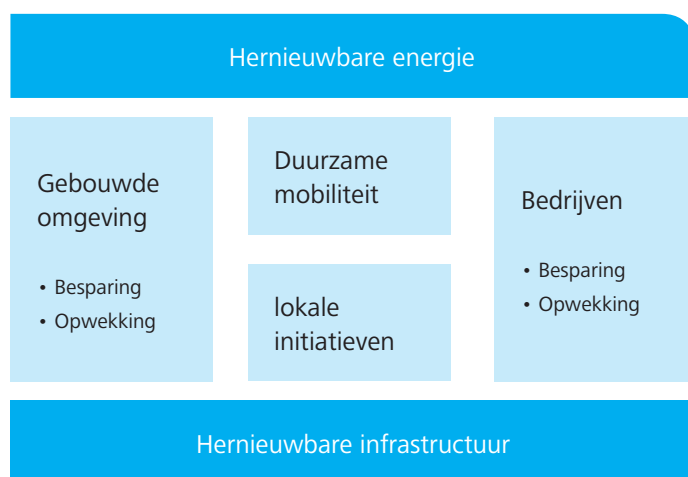 Hernieuwbare energie
Gebouwde
omgeving
• Besparing
• Opwekking
Duurzame
mobiliteit
lokale
initiatieven
Bedrijven
• Besparing
• Opwekking
Hernieuwbare infrastructuur